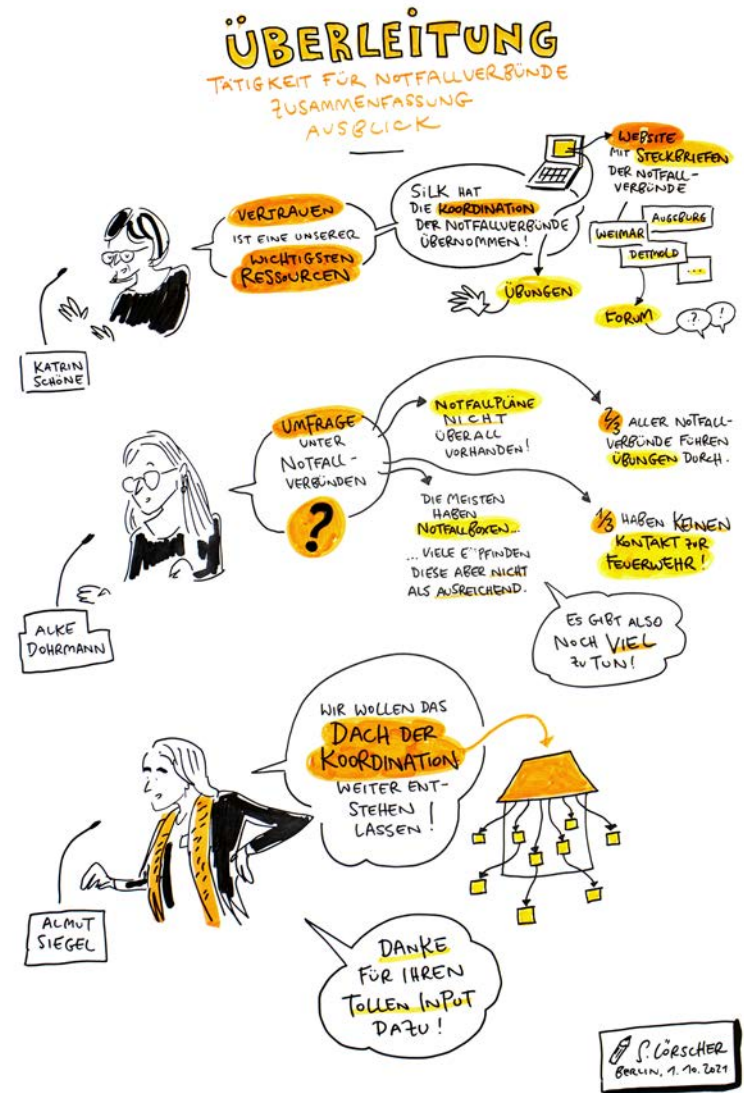 ÜBERLEITUNG
TÄTIGKEIT FÜR NOTFALLVERBÜNDE
ZUSAMMENFASSUNG
AUSBLICK
KATRIN
SCHÖNE
VERTRAUEN
IST EINE UNSERER
WICHTIGSTEN
RESSOURCEN
SiLK HAT
DIE KOORDINATION
DER NOTFALLVERBÜNDE
ÜBERNOMMEN!
ÜBUNGEN
WEBSITE
MIT STECKBRIEFEN
DER NOTFALL-
VERBÜNDE
AUGSBURG
WEIMAR
DETMOLD
...
FORUM
? !
ALKE
DOHRMANN
UMFRAGE
UNTER
NOTFALL-
VERBÜNDEN
?
NOTFALLPLÄNE
NICHT
ÜBERALL
VORHANDEN!
2/3 ALLER NOTFALL-
VERBÜNDE FÜHREN
ÜBUNGEN DURCH.
DIE MEISTEN
HABEN
NOTFALLBOXEN...
... VIELE E¨PFINDEN
DIESE ABER NICHT
ALS AUSREICHEND.
1/3 HABEN KEINEN
KONTAKT ZUR
FEUERWEHR!
ES GIBT ALSO
NOCH VIEL
ZU TUN!
ALMUT
SIEGEL
WIR WOLLEN DAS
DACH DER
KOORDINATION
WEITER ENT-
STEHEN
LASSEN!
DANKE
FÜR IHREN
TOLLEN INPUT
DAZU!
S. LÖRSCHER
BERLIN, 1.10.2021